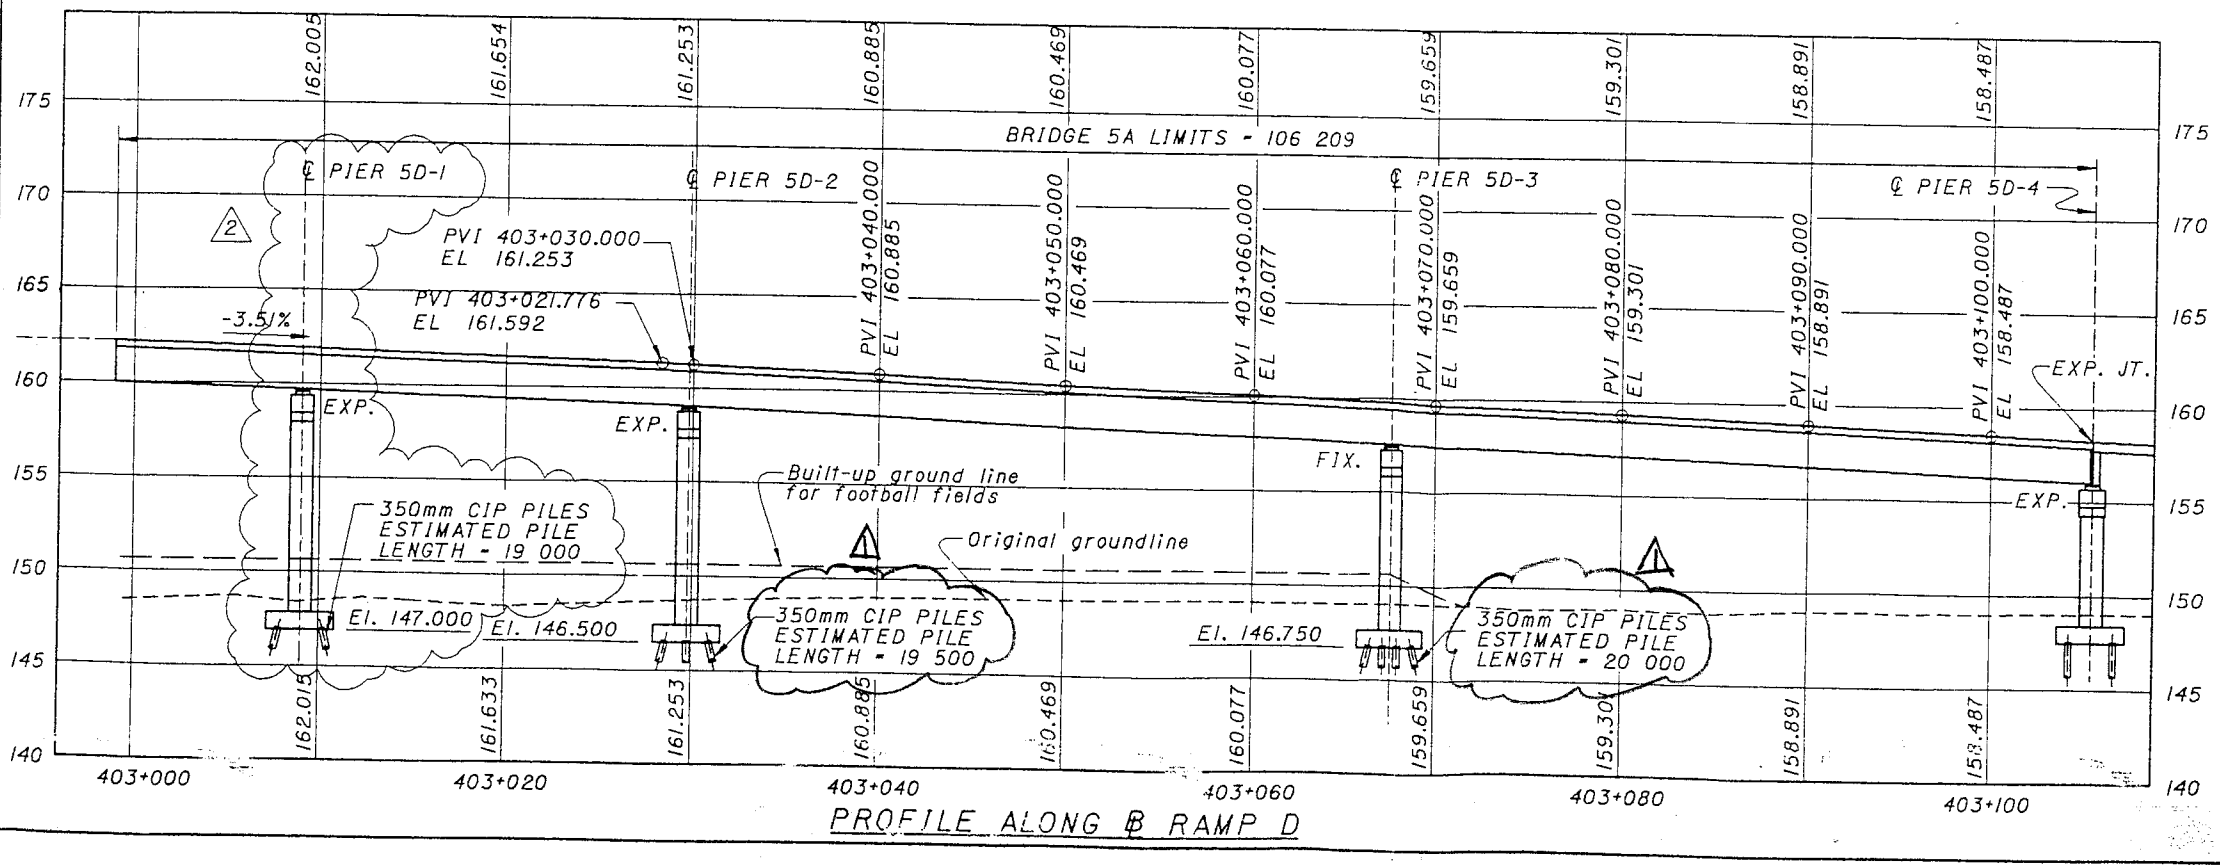 162.005
161.654
161.253
160.885
160.469
160.077
159.659
159.301
158.891
158.487
175
175
BRIDGE 5A LIMITS - 106 209
℄ PIER 5D-1
℄ PIER 5D-2
℄ PIER 5D-3
℄ PIER 5D-4
170
170
2
PVI 403+030.000
EL 161.253
PVI 403+021.776
EL 161.592
PVI 403+040.000
EL 160.885
PVI 403+050.000
EL 160.469
PVI 403+060.000
EL 160.077
PVI 403+070.000
EL 159.659
PVI 403+080.000
EL 159.301
PVI 403+090.000
EL 158.891
PVI 403+100.000
EL 158.487
165
165
-3.51%
EXP. JT.
160
160
EXP.
EXP.
FIX.
EXP.
155
155
Built-up ground line
for football fields
350mm CIP PILES
ESTIMATED PILE
LENGTH = 19 000
1
Original groundline
1
150
150
El. 147.000
El. 146.500
350mm CIP PILES
ESTIMATED PILE
LENGTH = 19 500
El. 146.750
350mm CIP PILES
ESTIMATED PILE
LENGTH = 20 000
145
145
162.015
161.633
161.253
160.885
160.469
160.077
159.659
159.301
158.891
158.487
140
140
403+000
403+020
403+040
403+060
403+080
403+100
PROFILE ALONG ⅊ RAMP D